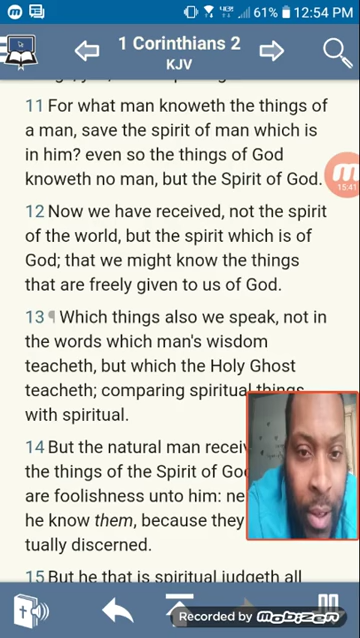 61% 12:54 PM
1 Corinthians 2
KJV
11 For what man knoweth the things of
a man, save the spirit of man which is
in him? even so the things of God
knoweth no man, but the Spirit of God.
15:41
12 Now we have received, not the spirit
of the world, but the spirit which is of
God; that we might know the things
that are freely given to us of God.
13 ¶ Which things also we speak, not in
the words which man's wisdom
teacheth, but which the Holy Ghost
teacheth; comparing spiritual things
with spiritual.
14 But the natural man recei
the things of the Spirit of Go
are foolishness unto him: ne
he know them, because they
tually discerned.
15 But he that is spiritual judgeth all
Recorded by Mobizen